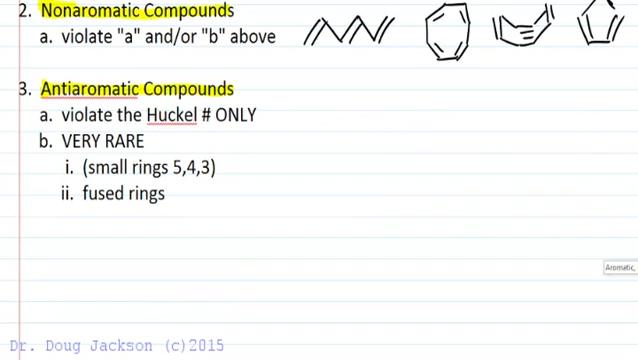 2. Nonaromatic Compounds
a. violate "a" and/or "b" above
3. Antiaromatic Compounds
a. violate the Huckel # ONLY
b. VERY RARE
i. (small rings 5,4,3)
ii. fused rings
Aromatic,
Dr. Doug Jackson (c)2015